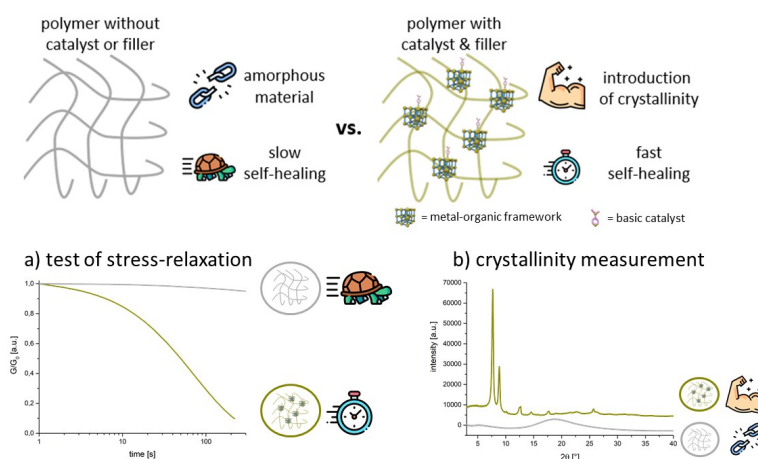 polymer without
catalyst or filler
amorphous
material
slow
self-healing
vs.
polymer with
catalyst & filler
introduction
of crystallinity
fast
self-healing
= metal-organic framework
= basic catalyst
a) test of stress-relaxation
1,0
0,8
0,6
0,4
0,2
0,0
G/G₀ [a.u.]
1
10
100
time [s]
b) crystallinity measurement
70000
60000
50000
40000
30000
20000
10000
0
intensity [a.u.]
5
10
15
20
25
30
35
40
2θ [°]